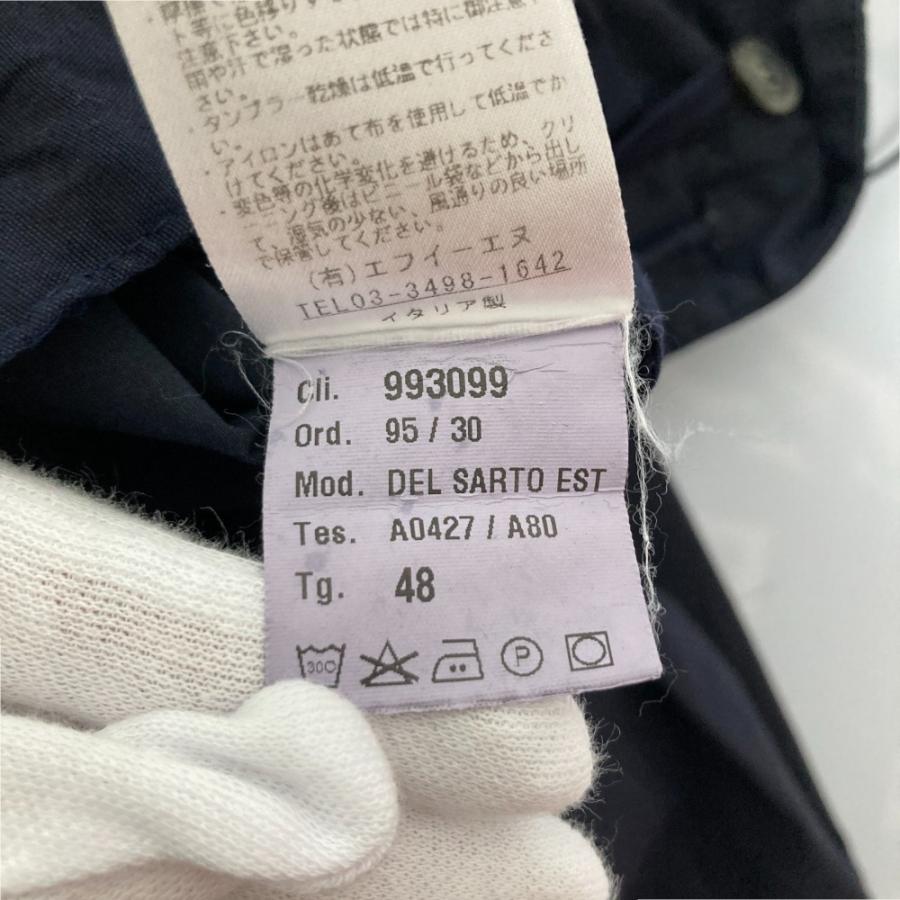 ト等に色移り
注意下さい。
雨や汗で湿った状態では特に御注意下
さい。
・タンブラー乾燥は低温で行ってくださ
い。
・アイロンはあて布を使用して低温でか
けてください。
・変色等の化学変化を避けるため、クリ
ーニング後はビニール袋などから出し
て、湿気の少ない、風通りの良い場所
で保管してください。
(有)エフイーエヌ
TEL03-3498-1642
イタリア製
Cli. 993099
Ord. 95 / 30
Mod. DEL SARTO EST
Tes. A0427 / A80
Tg. 48
30C P